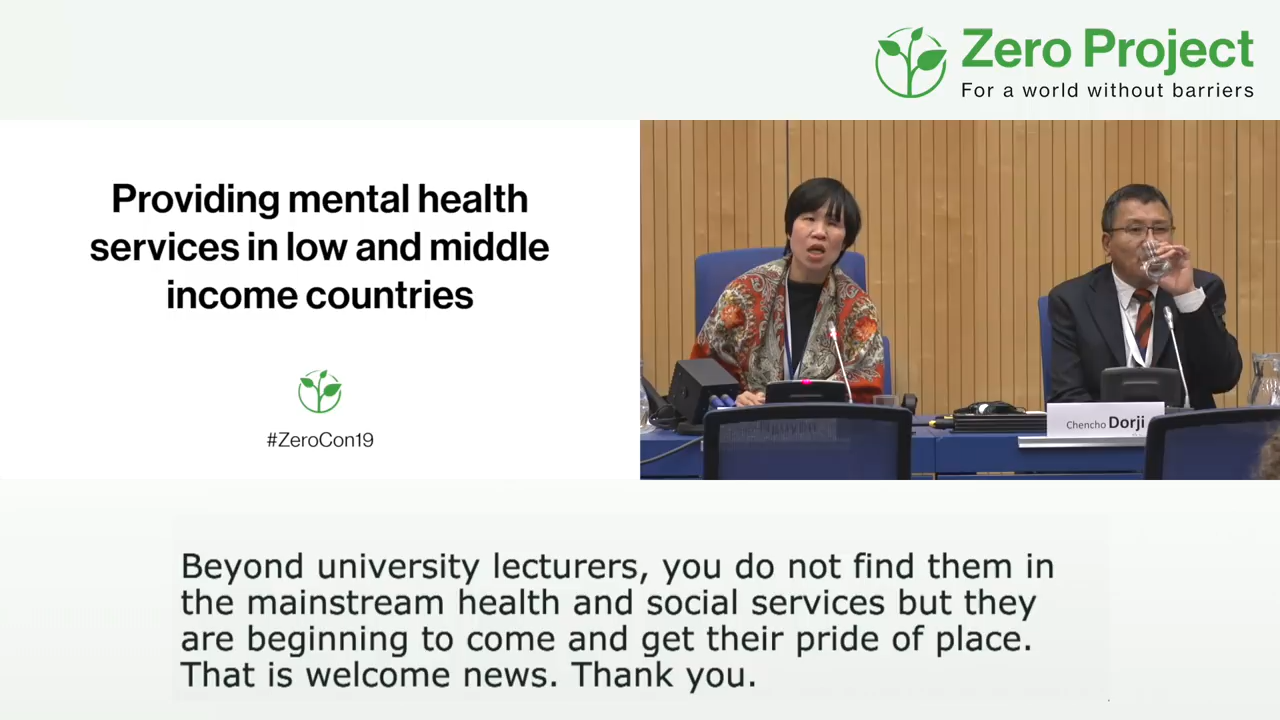 Zero Project
For a world without barriers
Providing mental health
services in low and middle
income countries
#ZeroCon19
Chencho Dorji
Beyond university lecturers, you do not find them in
the mainstream health and social services but they
are beginning to come and get their pride of place.
That is welcome news. Thank you.